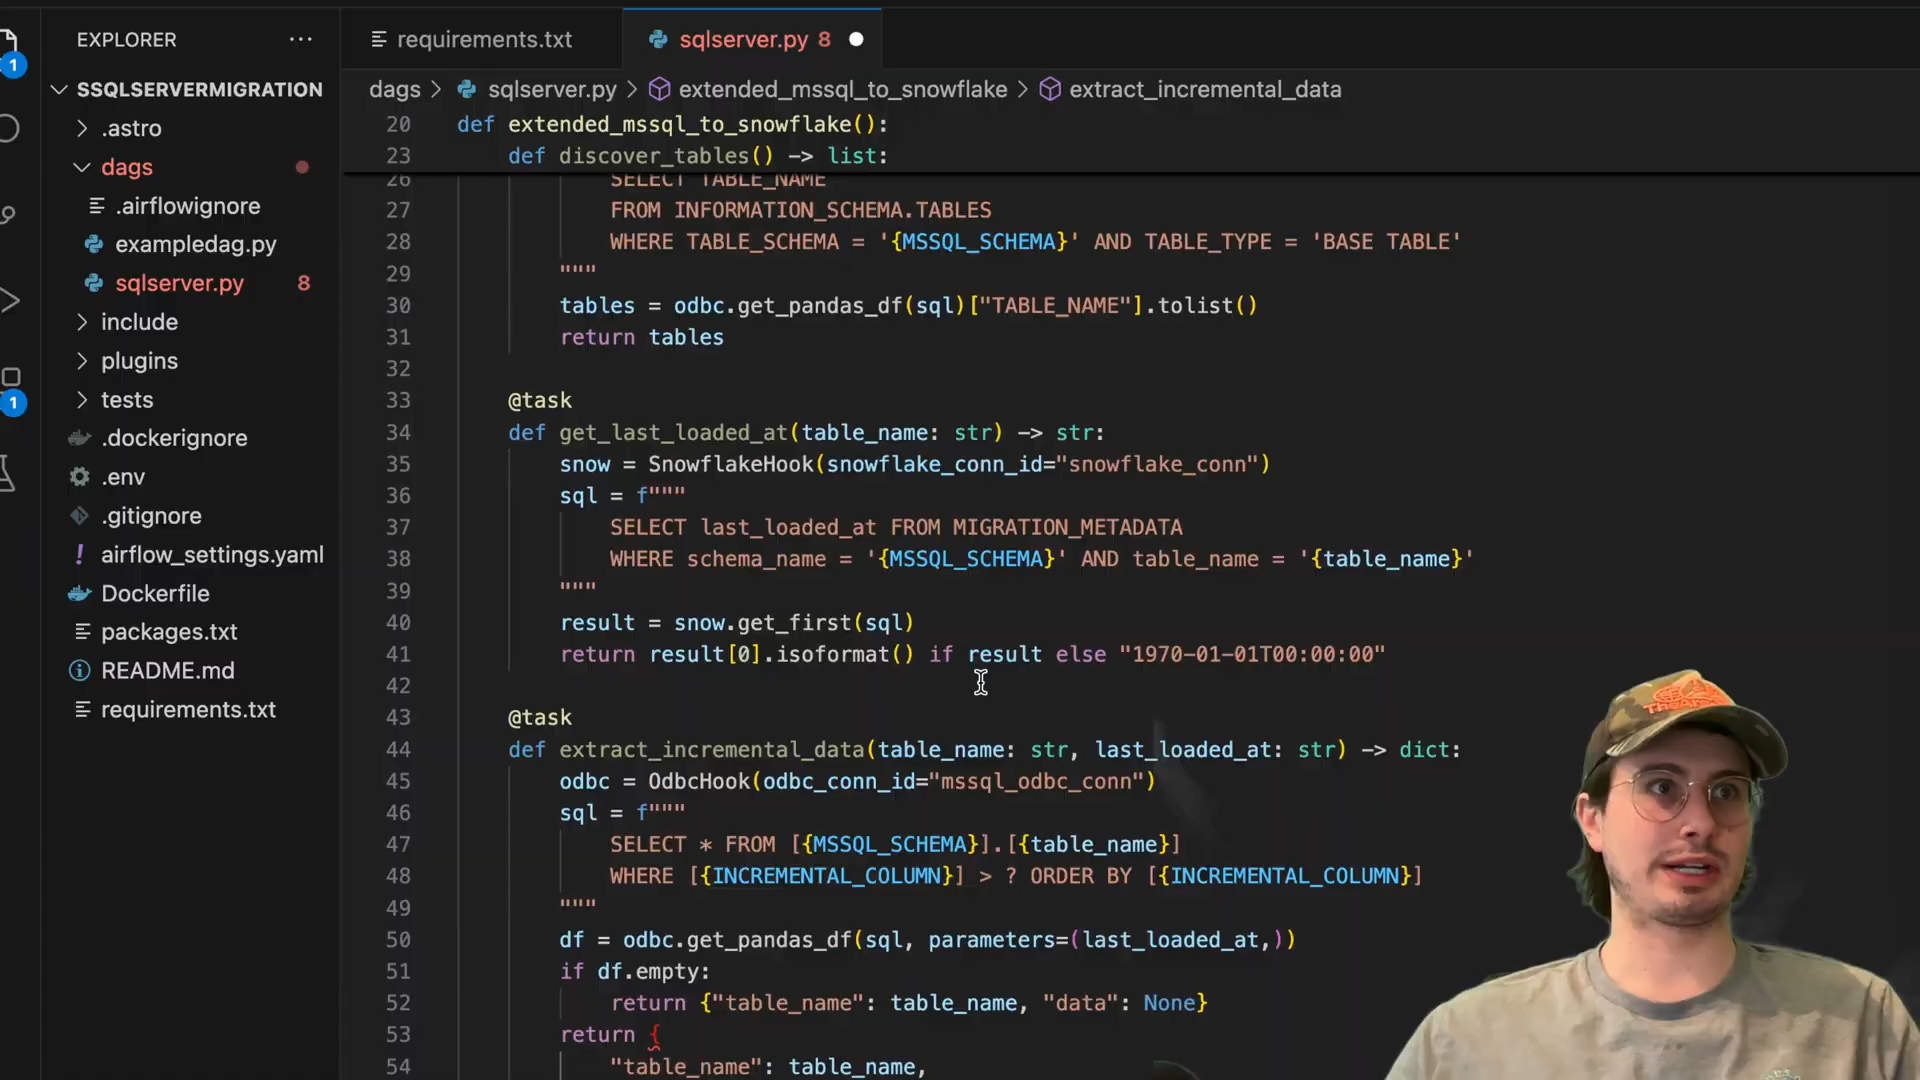 EXPLORER
requirements.txt
sqlserver.py 8
1
SSQLSERVERMIGRATION
.astro
dags
.airflowignore
exampledag.py
sqlserver.py 8
include
plugins
tests
1
.dockerignore
.env
.gitignore
airflow_settings.yaml
Dockerfile
packages.txt
README.md
requirements.txt
dags > sqlserver.py > extended_mssql_to_snowflake > extract_incremental_data
20 def extended_mssql_to_snowflake():
23 def discover_tables() -> list:
26 SELECT TABLE_NAME
27 FROM INFORMATION_SCHEMA.TABLES
28 WHERE TABLE_SCHEMA = '{MSSQL_SCHEMA}' AND TABLE_TYPE = 'BASE TABLE'
29 """
30 tables = odbc.get_pandas_df(sql)["TABLE_NAME"].tolist()
31 return tables
32
33 @task
34 def get_last_loaded_at(table_name: str) -> str:
35 snow = SnowflakeHook(snowflake_conn_id="snowflake_conn")
36 sql = f"""
37 SELECT last_loaded_at FROM MIGRATION_METADATA
38 WHERE schema_name = '{MSSQL_SCHEMA}' AND table_name = '{table_name}'
39 """
40 result = snow.get_first(sql)
41 return result[0].isoformat() if result else "1970-01-01T00:00:00"
42
43 @task
44 def extract_incremental_data(table_name: str, last_loaded_at: str) -> dict:
45 odbc = OdbcHook(odbc_conn_id="mssql_odbc_conn")
46 sql = f"""
47 SELECT * FROM [{MSSQL_SCHEMA}].[{table_name}]
48 WHERE [{INCREMENTAL_COLUMN}] > ? ORDER BY [{INCREMENTAL_COLUMN}]
49 """
50 df = odbc.get_pandas_df(sql, parameters=(last_loaded_at,))
51 if df.empty:
52 return {"table_name": table_name, "data": None}
53 return {
54 "table_name": table_name,